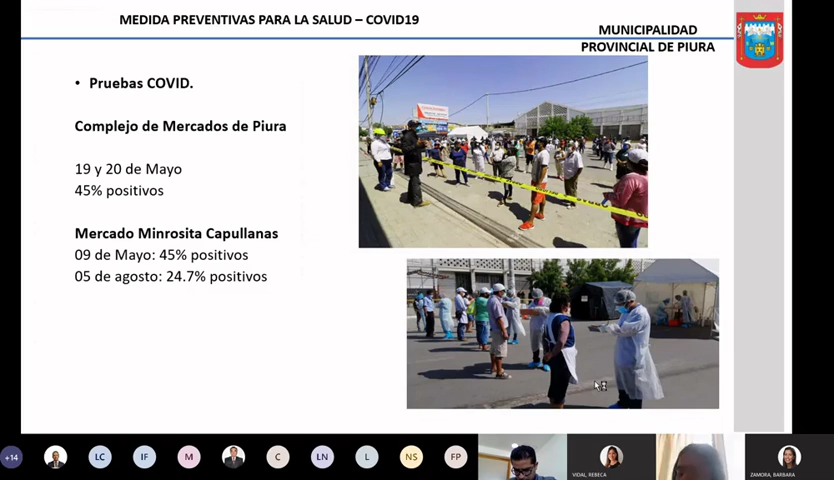 MEDIDA PREVENTIVAS PARA LA SALUD – COVID19
MUNICIPALIDAD
PROVINCIAL DE PIURA
• Pruebas COVID.
Complejo de Mercados de Piura
19 y 20 de Mayo
45% positivos
Mercado Minrosita Capullanas
09 de Mayo: 45% positivos
05 de agosto: 24.7% positivos
+14
LC
IF
M
C
LN
L
NS
FP
VIDAL, REBECA
ZAMORA, BARBARA